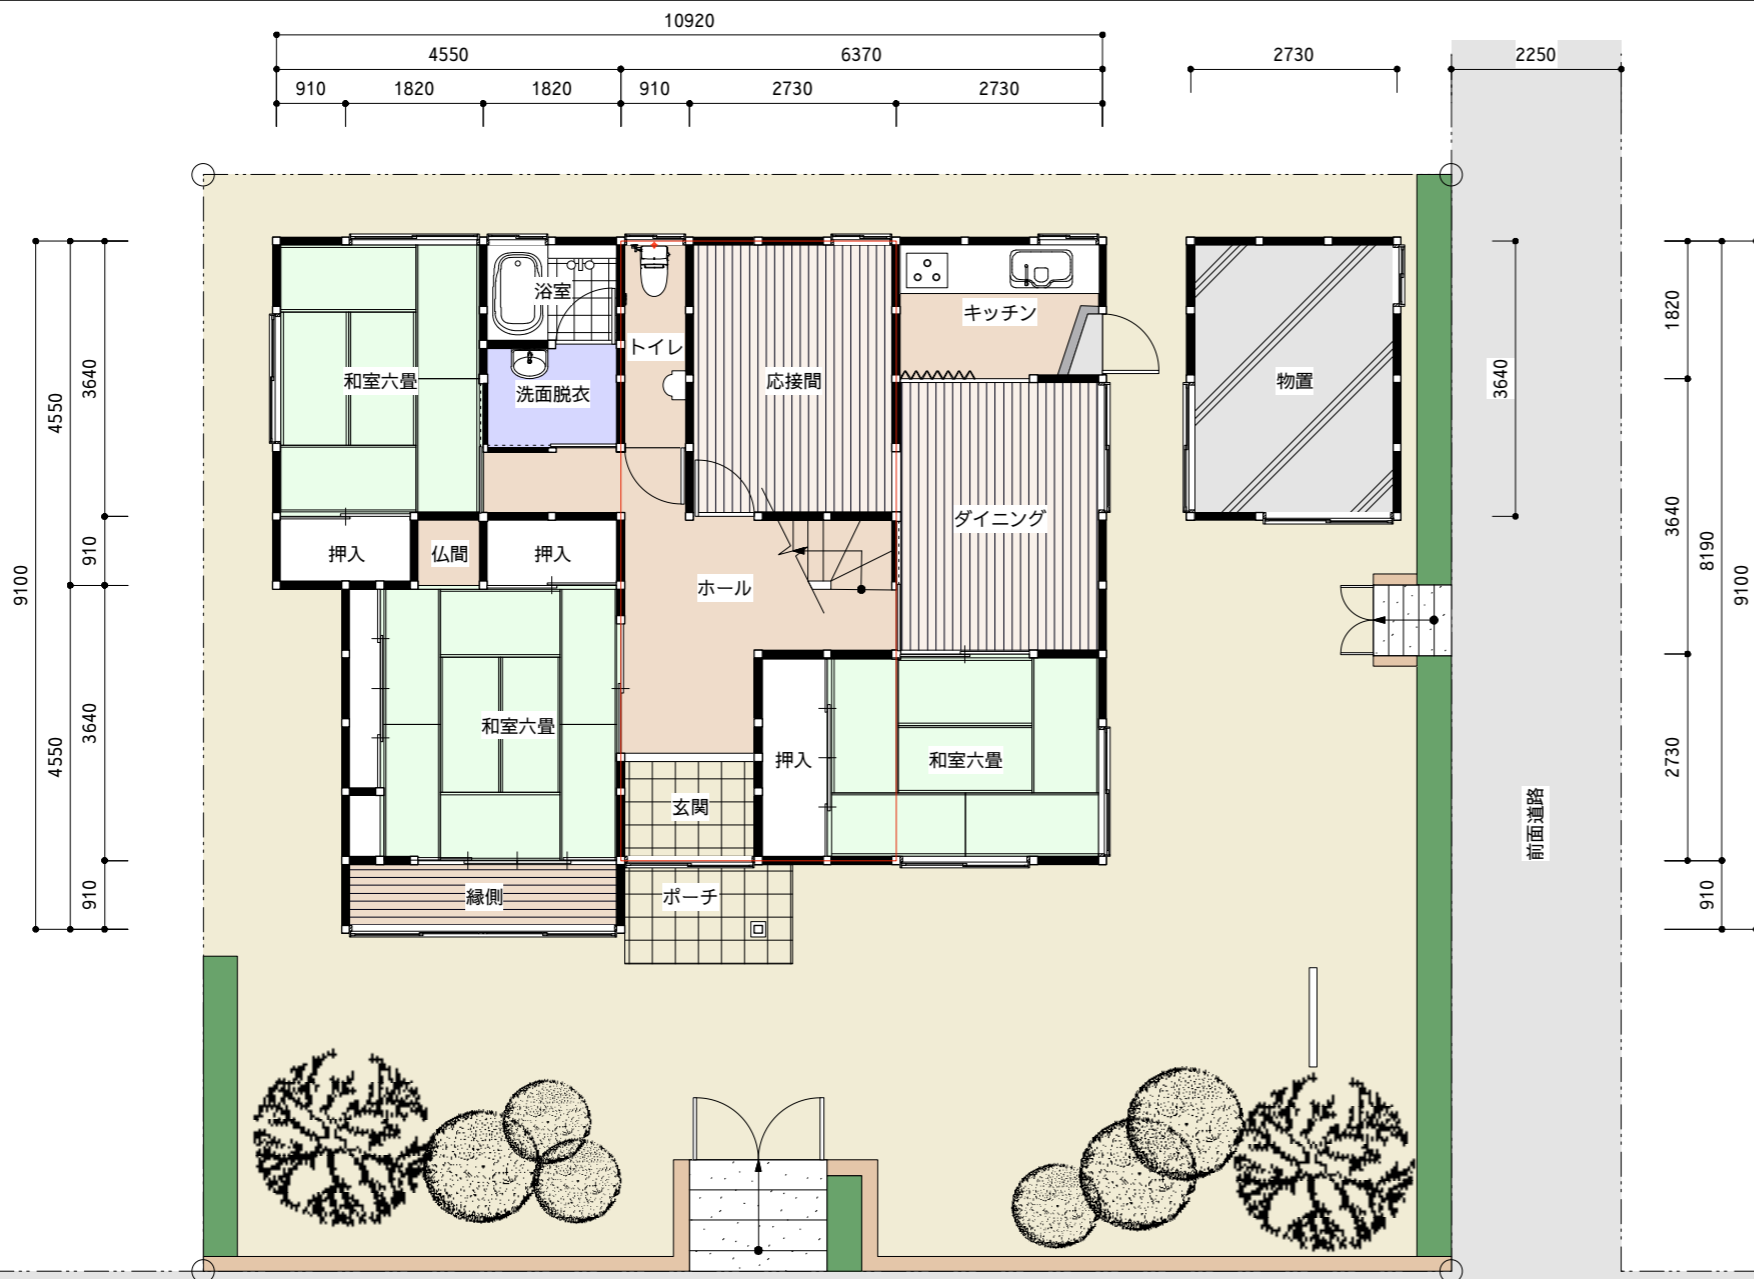 10920
4550
6370
2730
2250
910
1820
1820
910
2730
2730
浴室
キッチン
トイレ
和室六畳
洗面脱衣
応接間
物置
ダイニング
押入
仏間
押入
ホール
和室六畳
押入
和室六畳
玄関
縁側
ポーチ
前面道路
9100
4550
4550
3640
910
3640
910
3640
1820
3640
2730
910
8190
9100